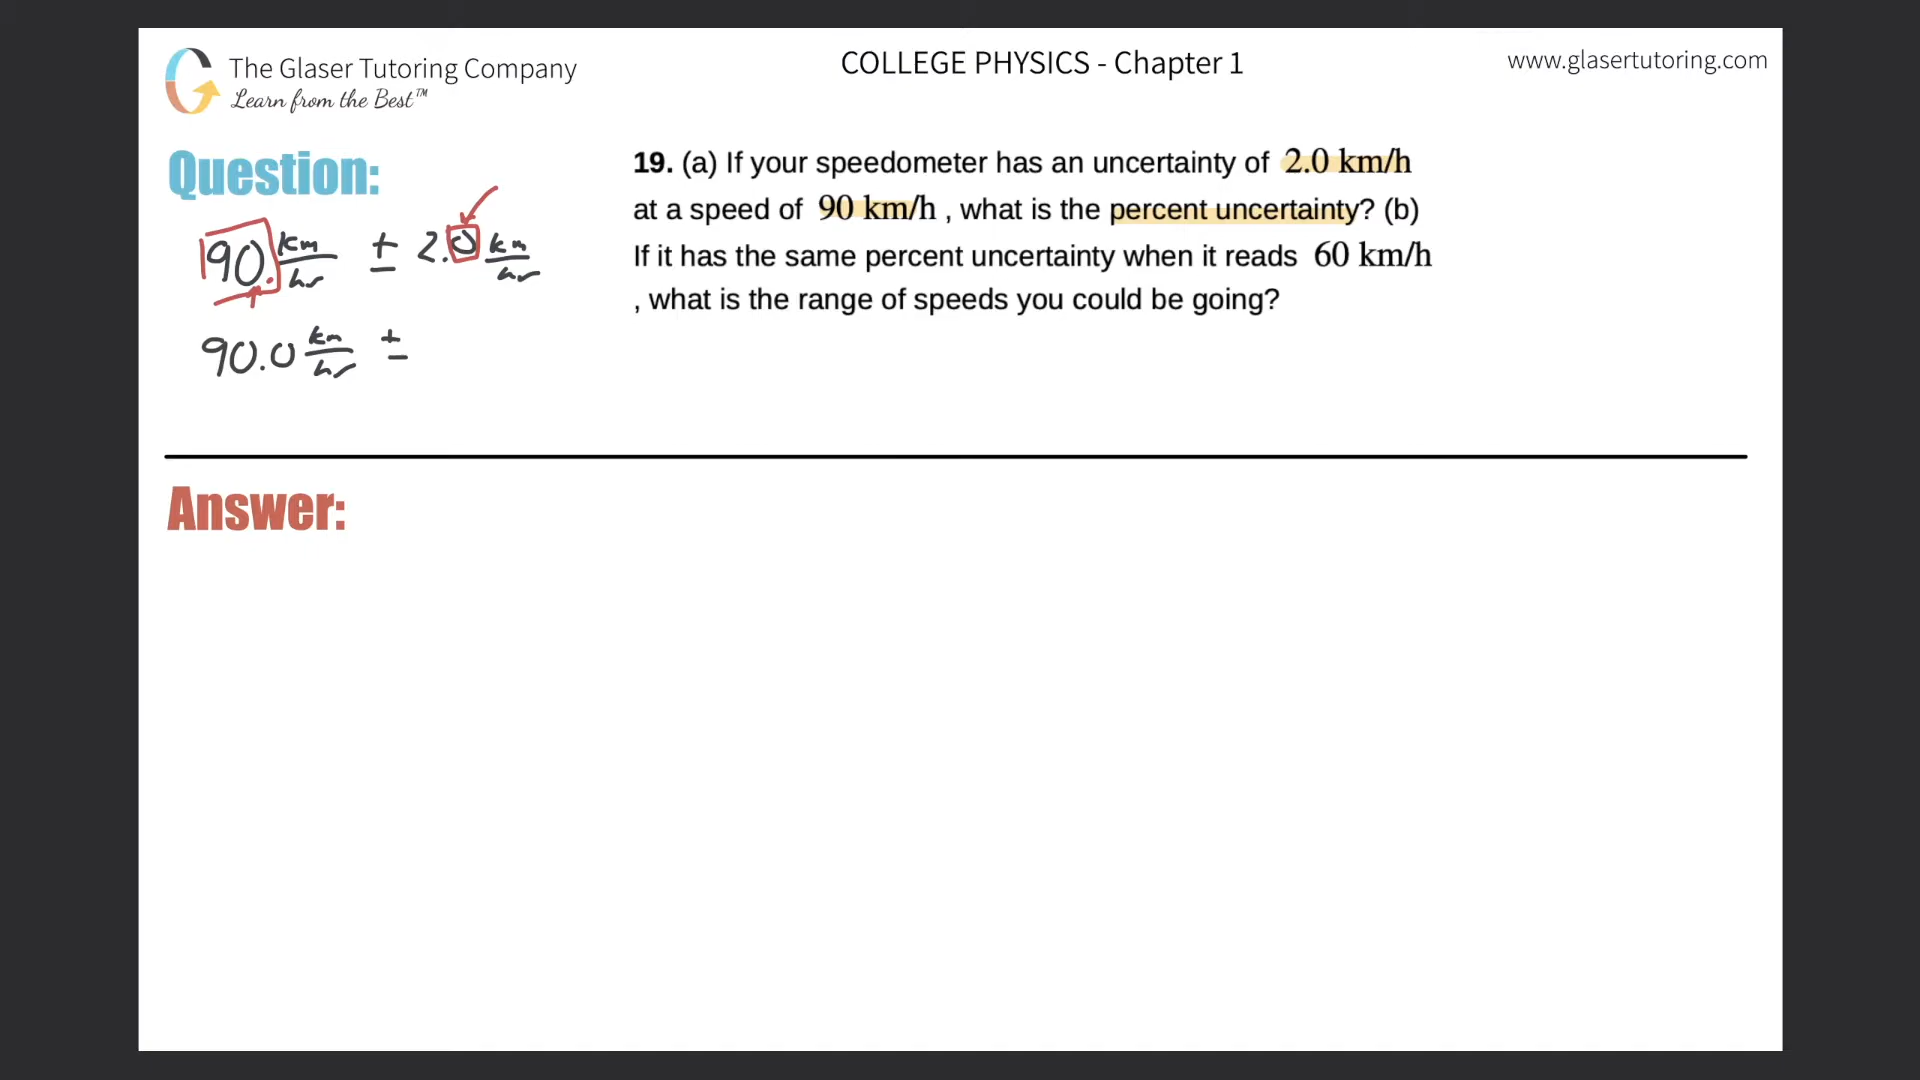 The Glaser Tutoring Company
Learn from the Best™
COLLEGE PHYSICS - Chapter 1
www.glasertutoring.com
Question:
19. (a) If your speedometer has an uncertainty of 2.0 km/h
at a speed of 90 km/h , what is the percent uncertainty? (b)
If it has the same percent uncertainty when it reads 60 km/h
, what is the range of speeds you could be going?
90. km/hr ± 2.0 km/hr
90.0 km/hr ±
Answer: